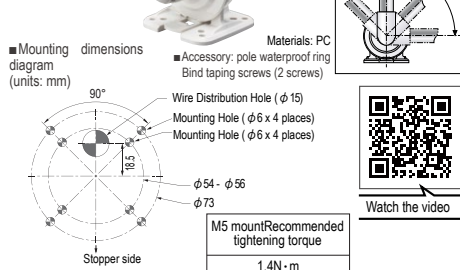 ■Mounting dimensions
diagram
(units: mm)
Materials: PC
■Accessory: pole waterproof ring
Bind taping screws (2 screws)
90°
Wire Distribution Hole (ϕ15)
Mounting Hole (ϕ6 x 4 places)
Mounting Hole (ϕ6 x 4 places)
18.5
ϕ54 - ϕ56
ϕ73
Stopper side
M5 mountRecommended
tightening torque
1.4N･m
Watch the video